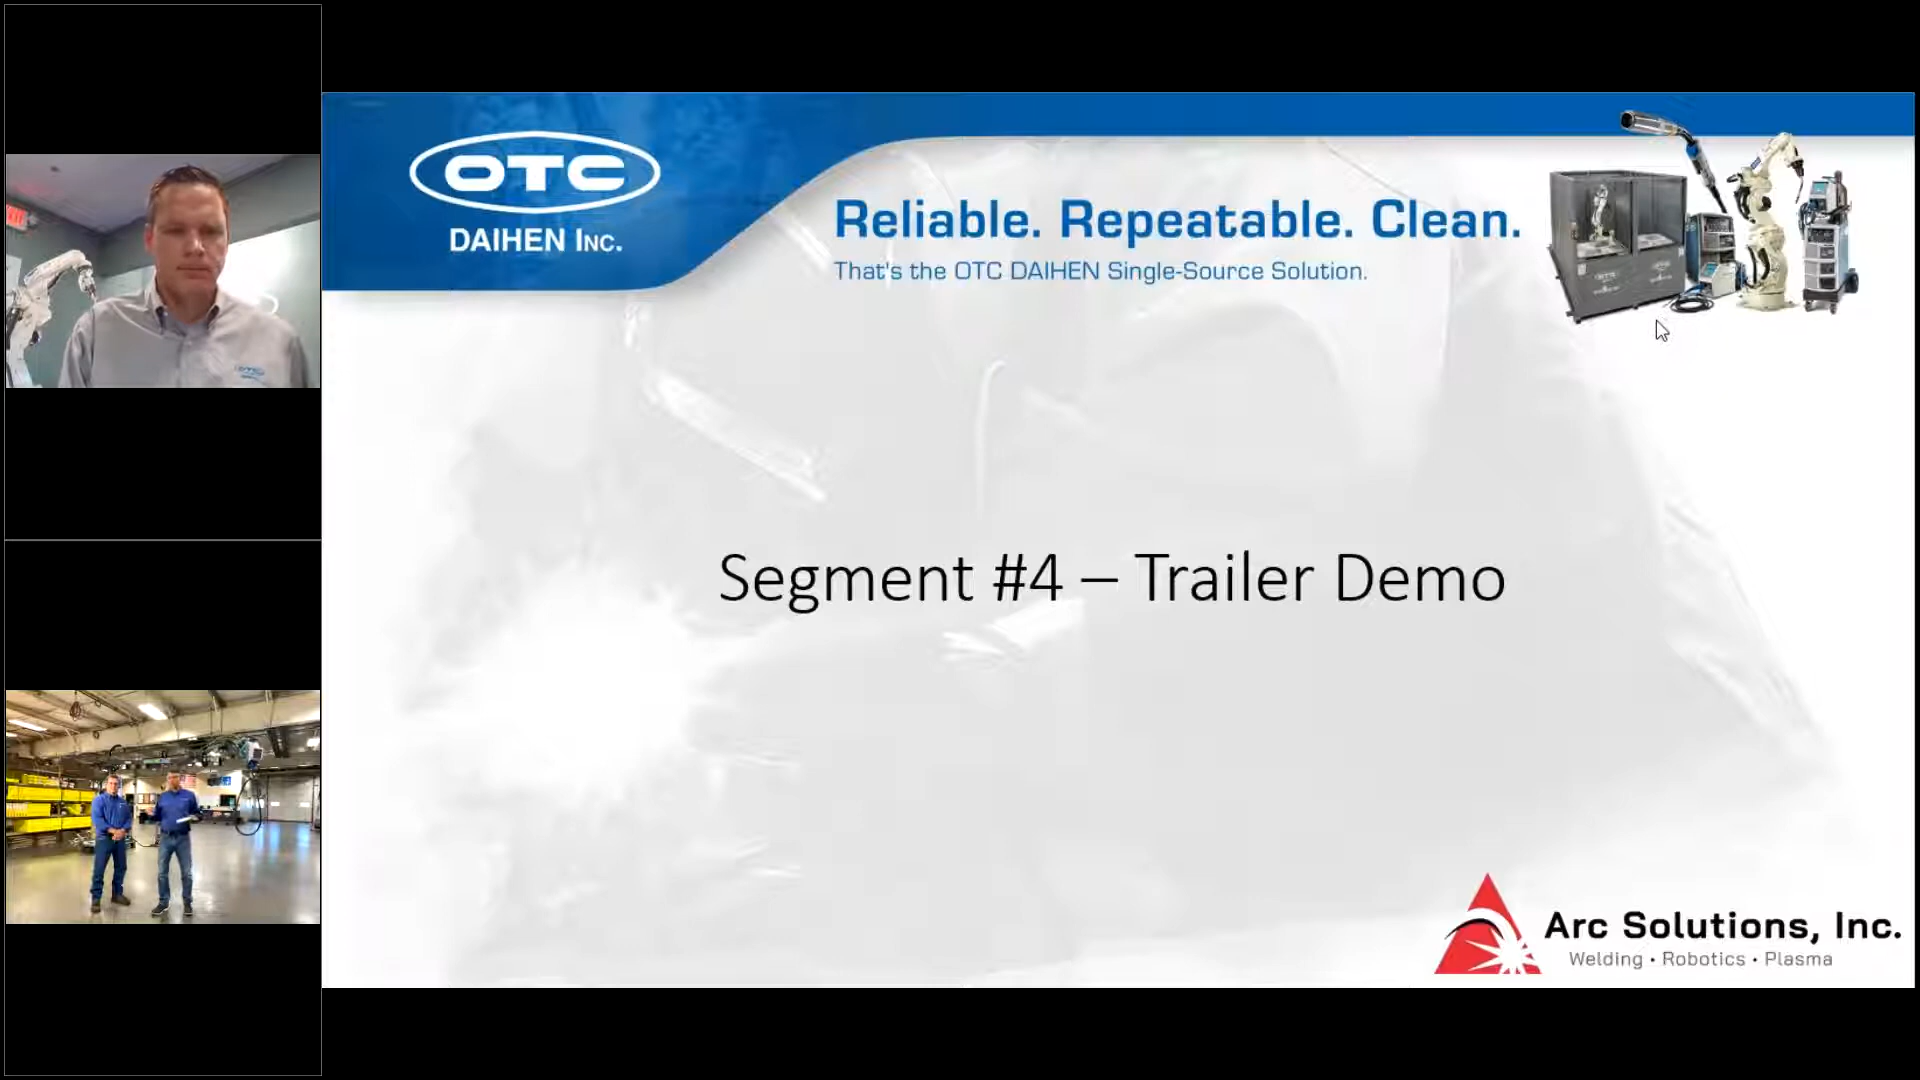 OTC
DAIHEN INC.
Reliable. Repeatable. Clean.
That's the OTC DAIHEN Single-Source Solution.
Segment #4 – Trailer Demo
Arc Solutions, Inc.
Welding • Robotics • Plasma
OTC